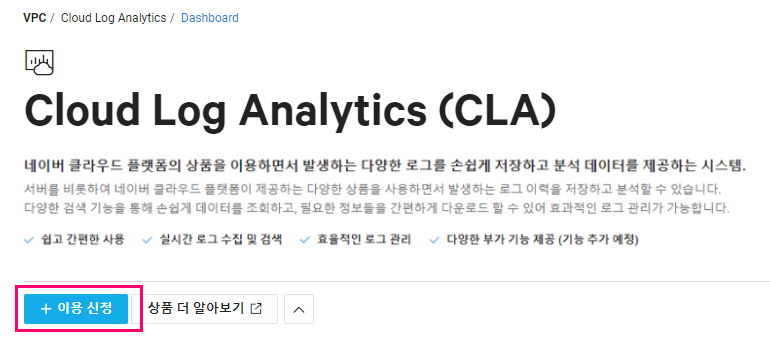 VPC / Cloud Log Analytics / Dashboard
Cloud Log Analytics (CLA)
네이버 클라우드 플랫폼의 상품을 이용하면서 발생하는 다양한 로그를 손쉽게 저장하고 분석 데이터를 제공하는 시스템.
서버를 비롯하여 네이버 클라우드 플랫폼이 제공하는 다양한 상품을 사용하면서 발생하는 로그 이력을 저장하고 분석할 수 있습니다.
다양한 검색 기능을 통해 손쉽게 데이터를 조회하고, 필요한 정보들을 간편하게 다운로드 할 수 있어 효과적인 로그 관리가 가능합니다.
쉽고 간편한 사용 실시간 로그 수집 및 검색 효율적인 로그 관리 다양한 부가 기능 제공 (기능 추가 예정)
+ 이용 신청 상품 더 알아보기